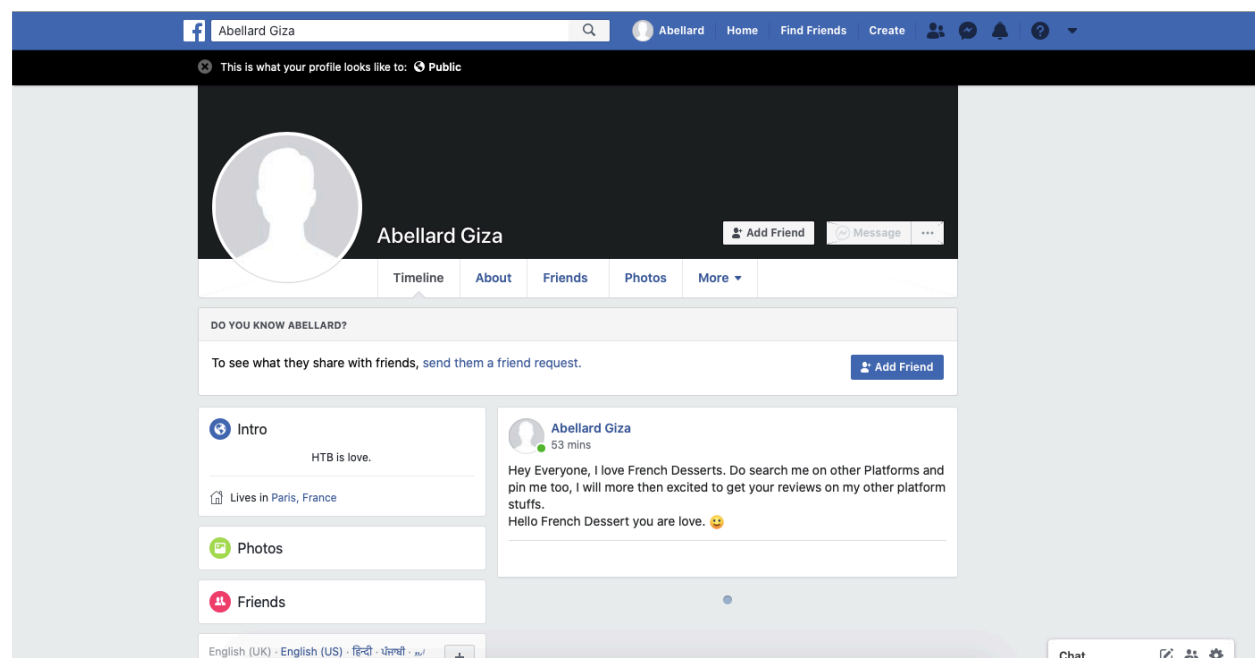 f
Abellard Giza
Abellard Home Find Friends Create
This is what your profile looks like to: Public
Abellard Giza
Add Friend Message ...
Timeline About Friends Photos More
DO YOU KNOW ABELLARD?
To see what they share with friends, send them a friend request.
Add Friend
Intro
HTB is love.
Lives in Paris, France
Photos
Friends
English (UK) · English (US) · हिन्दी · ਪੰਜਾਬੀ ·
+
Abellard Giza
53 mins
Hey Everyone, I love French Desserts. Do search me on other Platforms and
pin me too, I will more then excited to get your reviews on my other platform
stuffs.
Hello French Dessert you are love. 🙂
Chat